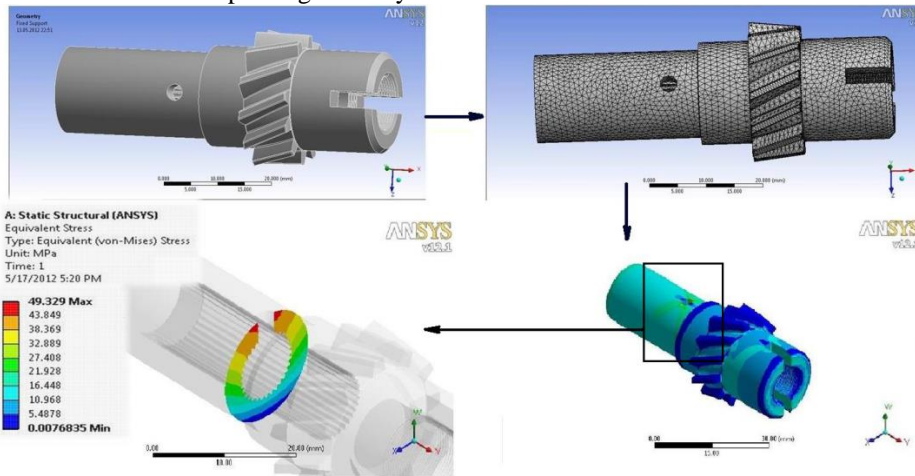 ANSYS
Geometry
Fixed Support
ANSYS
0.000
10.000
20.000 (mm)
5.000
15.000
X
Z
0.000
10.000
20.000 (mm)
5.000
15.000
X
Z
A: Static Structural (ANSYS)
Equivalent Stress
Type: Equivalent (von-Mises) Stress
Unit: MPa
Time: 1
5/17/2012 5:20 PM
49.329 Max
43.849
38.369
32.889
27.408
21.928
16.448
10.968
5.4878
0.0076835 Min
ANSYS
v12.1
ANSYS
0.00
20.00 (mm)
10.00
X
Y
0.00
30.00 (mm)
15.00
X
Y